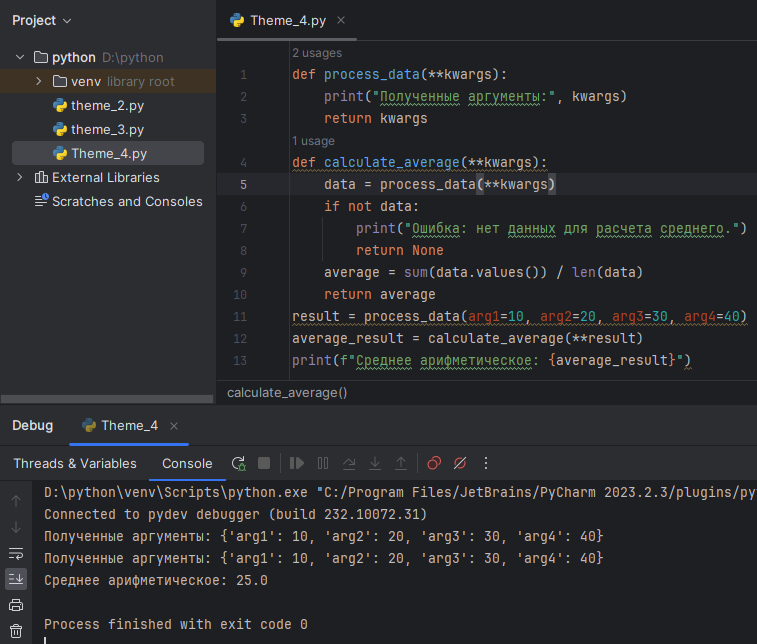 Project
Theme_4.py
python D:\python
venv library root
theme_2.py
theme_3.py
Theme_4.py
External Libraries
Scratches and Consoles
2 usages
1 def process_data(**kwargs):
2 print("Полученные аргументы:", kwargs)
3 return kwargs
1 usage
4 def calculate_average(**kwargs):
5 data = process_data(**kwargs)
6 if not data:
7 print("Ошибка: нет данных для расчета среднего.")
8 return None
9 average = sum(data.values()) / len(data)
10 return average
11 result = process_data(arg1=10, arg2=20, arg3=30, arg4=40)
12 average_result = calculate_average(**result)
13 print(f"Среднее арифметическое: {average_result}")
calculate_average()
Debug Theme_4
Threads & Variables Console
D:\python\venv\Scripts\python.exe "C:/Program Files/JetBrains/PyCharm 2023.2.3/plugins/py
Connected to pydev debugger (build 232.10072.31)
Полученные аргументы: {'arg1': 10, 'arg2': 20, 'arg3': 30, 'arg4': 40}
Полученные аргументы: {'arg1': 10, 'arg2': 20, 'arg3': 30, 'arg4': 40}
Среднее арифметическое: 25.0
Process finished with exit code 0